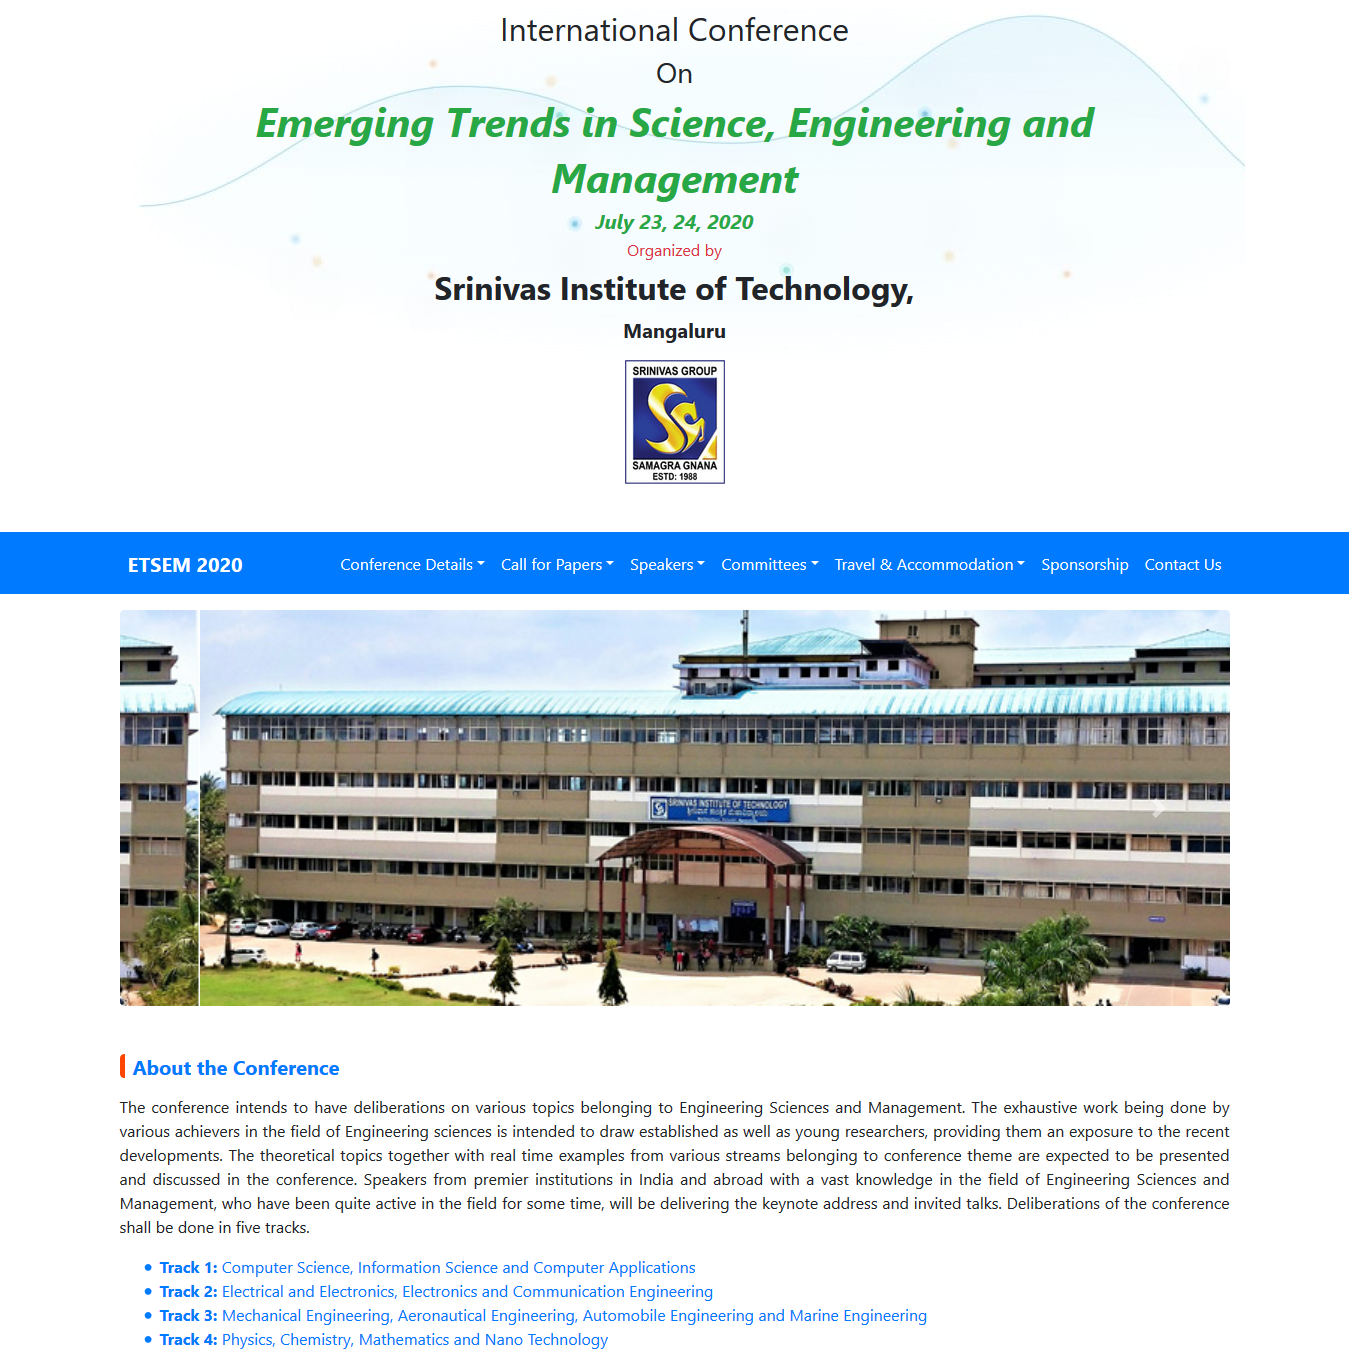 International Conference
On
Emerging Trends in Science, Engineering and
Management
July 23, 24, 2020
Organized by
Srinivas Institute of Technology,
Mangaluru
SRINIVAS GROUP
SAMAGRA GNANA
ESTD: 1988
ETSEM 2020 Conference Details Call for Papers Speakers Committees Travel & Accommodation Sponsorship Contact Us
SRINIVAS INSTITUTE OF TECHNOLOGY
About the Conference
The conference intends to have deliberations on various topics belonging to Engineering Sciences and Management. The exhaustive work being done by
various achievers in the field of Engineering sciences is intended to draw established as well as young researchers, providing them an exposure to the recent
developments. The theoretical topics together with real time examples from various streams belonging to conference theme are expected to be presented
and discussed in the conference. Speakers from premier institutions in India and abroad with a vast knowledge in the field of Engineering Sciences and
Management, who have been quite active in the field for some time, will be delivering the keynote address and invited talks. Deliberations of the conference
shall be done in five tracks.
Track 1: Computer Science, Information Science and Computer Applications
Track 2: Electrical and Electronics, Electronics and Communication Engineering
Track 3: Mechanical Engineering, Aeronautical Engineering, Automobile Engineering and Marine Engineering
Track 4: Physics, Chemistry, Mathematics and Nano Technology